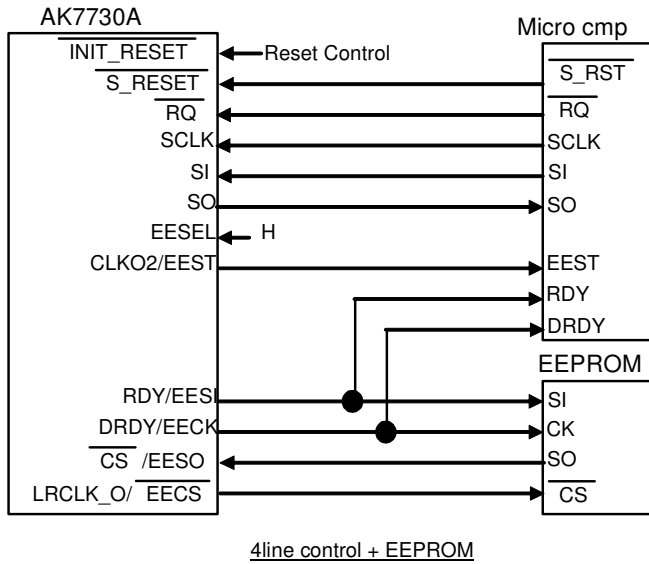 AK7730A
Micro cmp
INIT_RESET Reset Control
S_RESET S_RST
RQ RQ
SCLK SCLK
SI SI
SO SO
EESEL H
CLKO2/EEST EEST
RDY
DRDY
EEPROM
RDY/EESI SI
DRDY/EECK CK
CS /EESO SO
LRCLK_O/ EECS CS
4line control + EEPROM